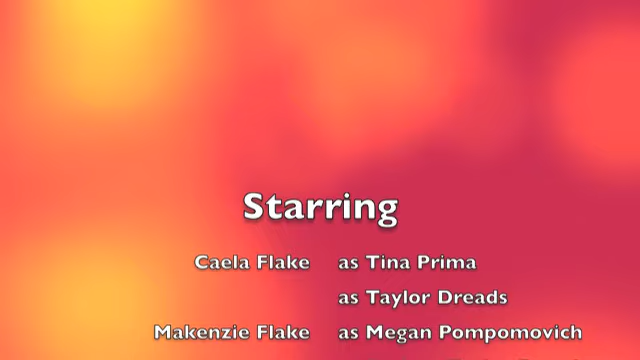 Starring
Caela Flake as Tina Prima
as Taylor Dreads
Makenzie Flake as Megan Pompomovich